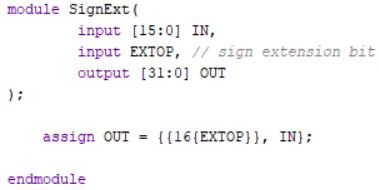 module SignExt(
input [15:0] IN,
input EXTOP, // sign extension bit
output [31:0] OUT
);
assign OUT = {{16{EXTOP}}, IN};
endmodule